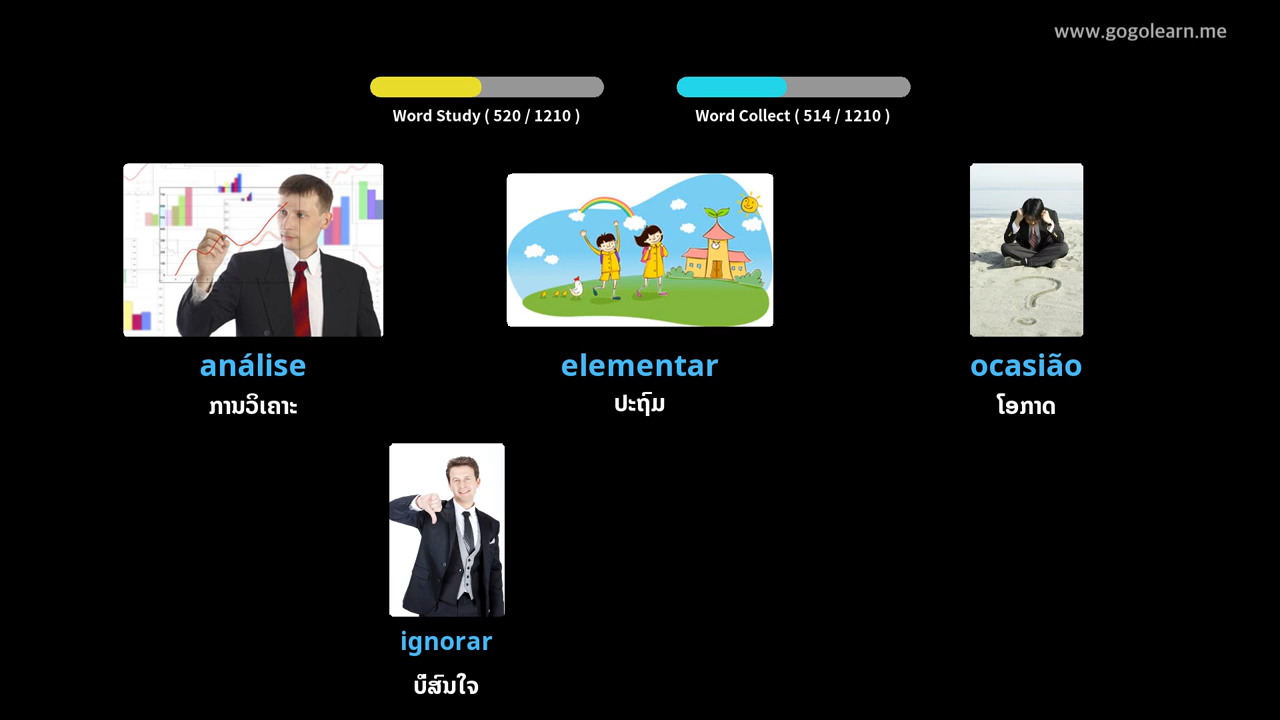 www.gogolearn.me
Word Study ( 520 / 1210 )
Word Collect ( 514 / 1210 )
análise
elementar
ocasião
ການວິເຄາະ
ປະຖົມ
ໂອກາດ
ignorar
ບໍ່ສົນໃຈ